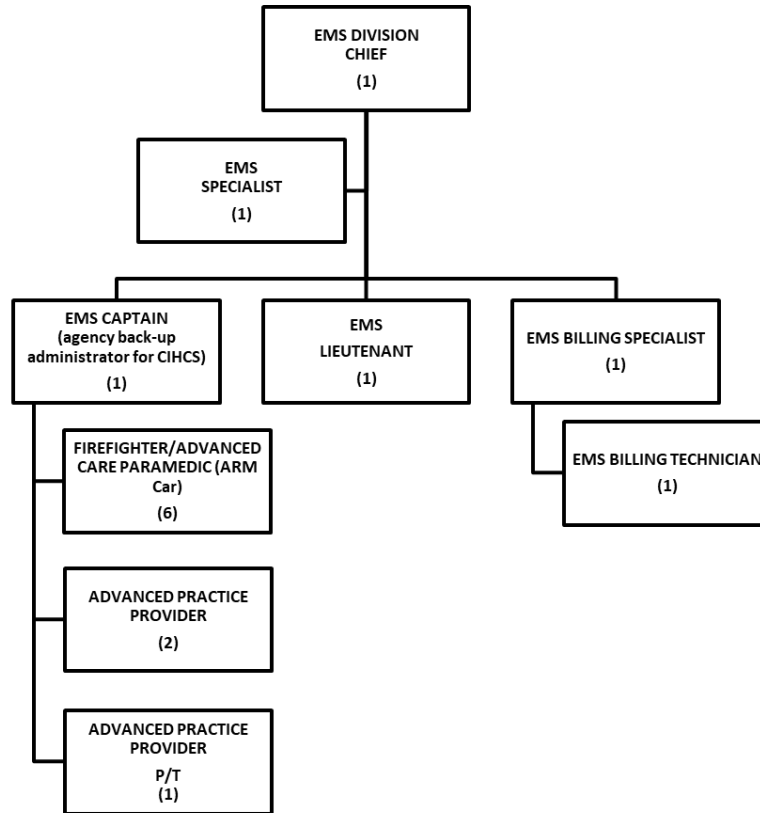 EMS DIVISION
CHIEF
(1)
EMS
SPECIALIST
(1)
EMS CAPTAIN
(agency back-up
administrator for CIHCS)
(1)
EMS
LIEUTENANT
(1)
EMS BILLING SPECIALIST
(1)
FIREFIGHTER/ADVANCED
CARE PARAMEDIC (ARM
Car)
(6)
EMS BILLING TECHNICIAN
(1)
ADVANCED PRACTICE
PROVIDER
(2)
ADVANCED PRACTICE
PROVIDER
P/T
(1)